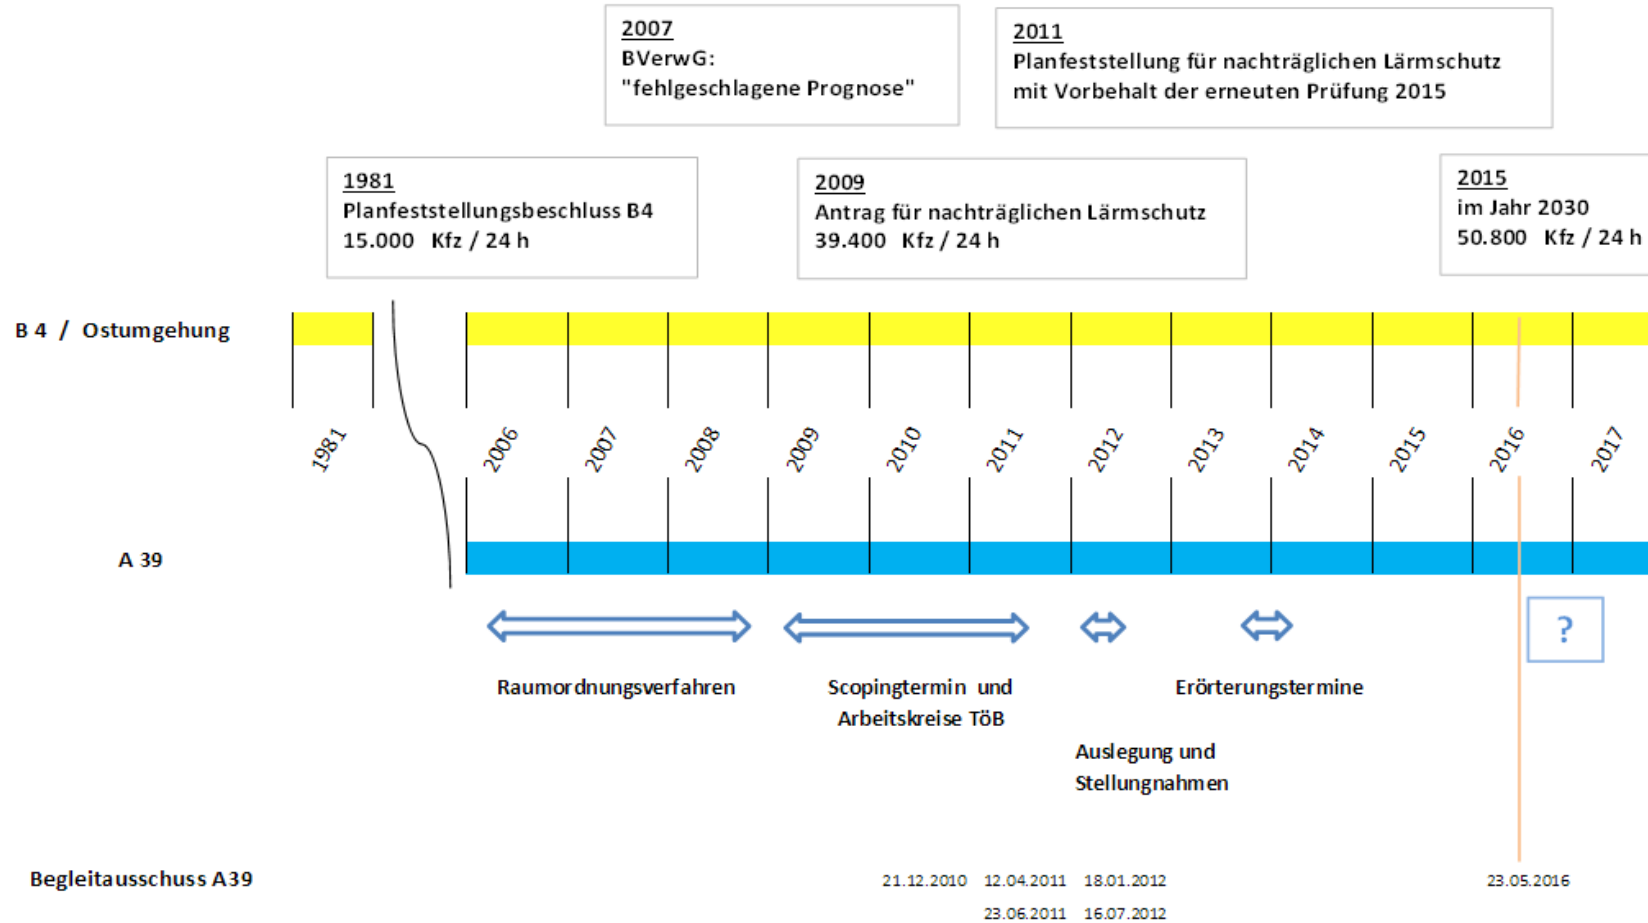 2007
BVerwG:
"fehlgeschlagene Prognose"
2011
Planfeststellung für nachträglichen Lärmschutz
mit Vorbehalt der erneuten Prüfung 2015
1981
Planfeststellungsbeschluss B4
15.000 Kfz / 24 h
2009
Antrag für nachträglichen Lärmschutz
39.400 Kfz / 24 h
2015
im Jahr 2030
50.800 Kfz / 24 h
B 4 / Ostumgehung
1981
2006
2007
2008
2009
2010
2011
2012
2013
2014
2015
2016
2017
A 39
?
Raumordnungsverfahren
Scopingtermin und
Arbeitskreise TöB
Erörterungstermine
Auslegung und
Stellungnahmen
Begleitausschuss A39
21.12.2010 12.04.2011 18.01.2012 23.05.2016
23.06.2011 16.07.2012